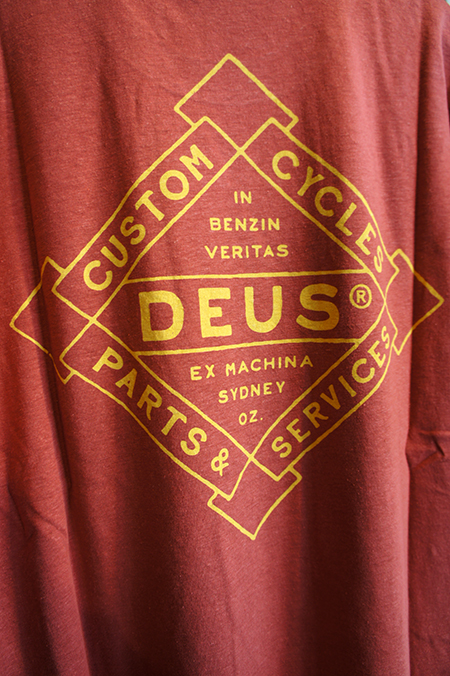 CUSTOM
CYCLES
IN
BENZIN
VERITAS
DEUS®
EX MACHINA
SYDNEY
OZ.
PARTS &
SERVICES